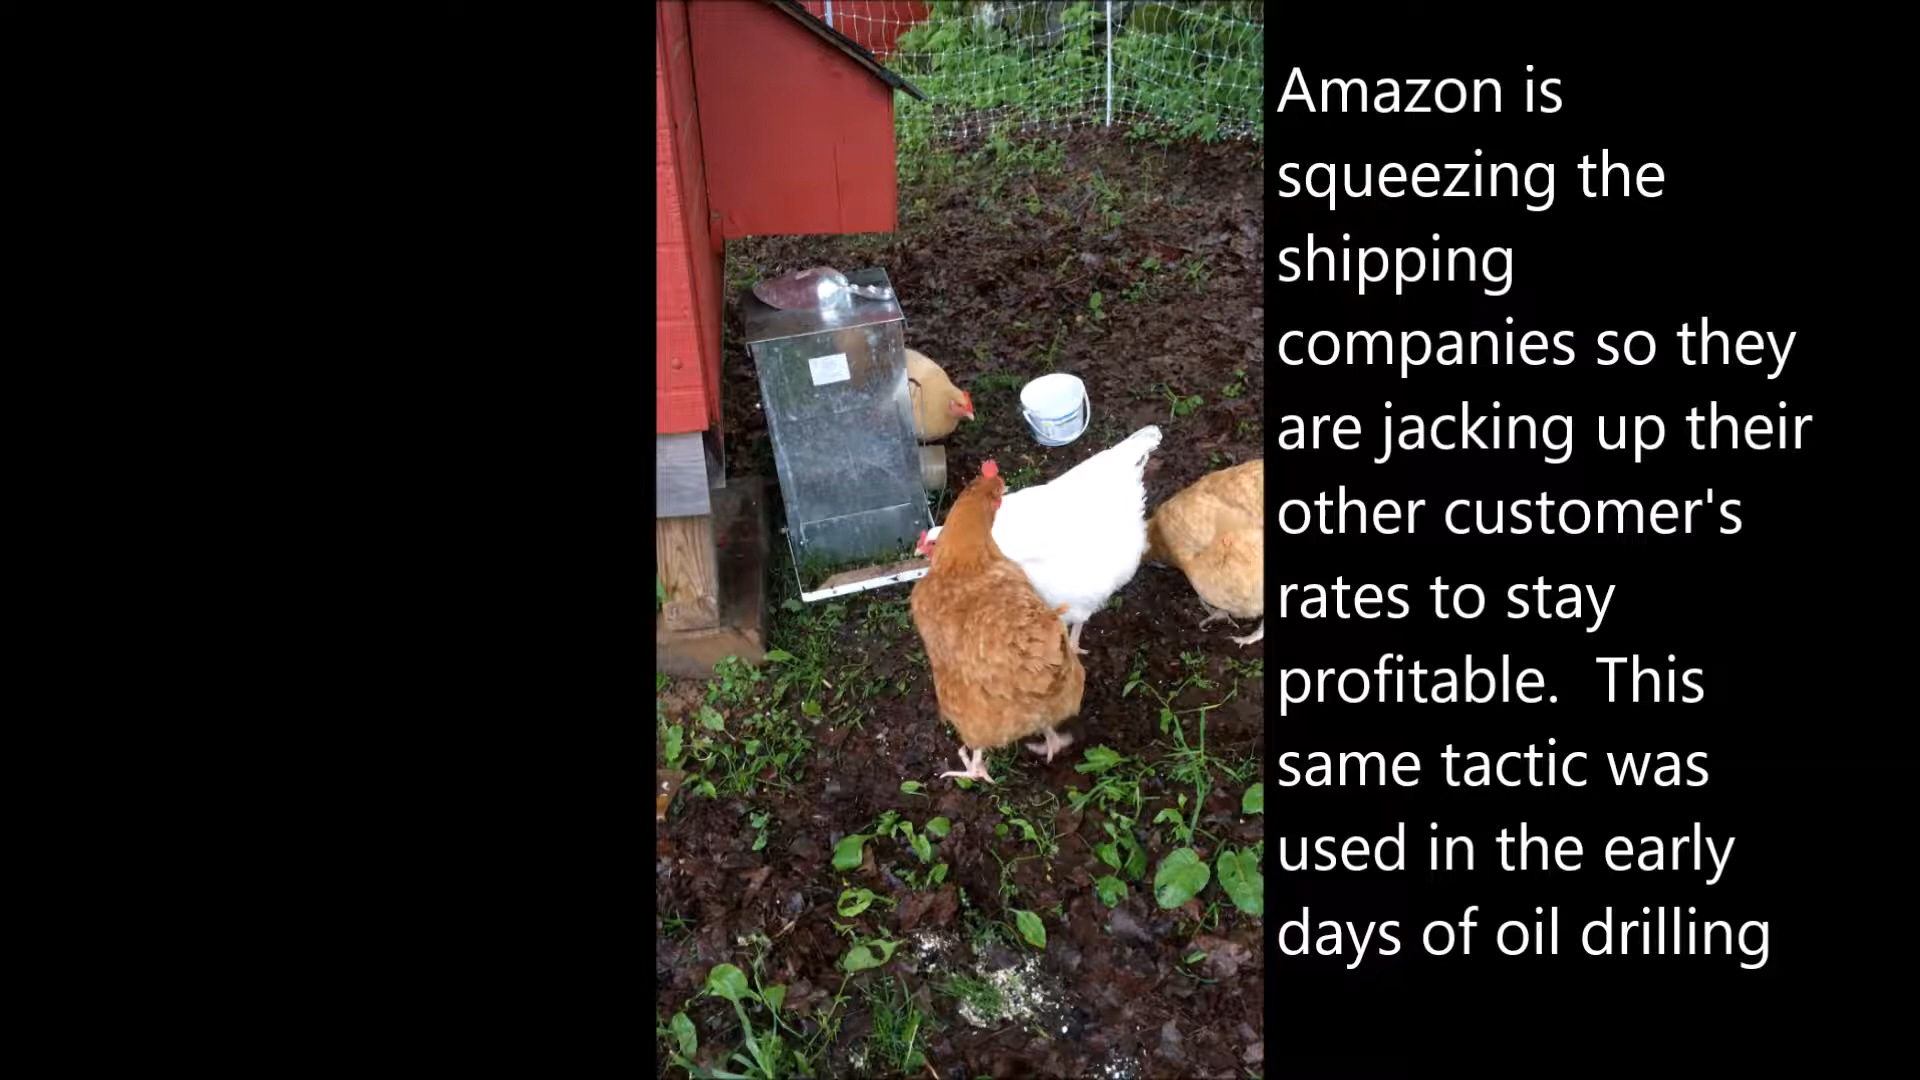 Amazon is
squeezing the
shipping
companies so they
are jacking up their
other customer's
rates to stay
profitable.  This
same tactic was
used in the early
days of oil drilling